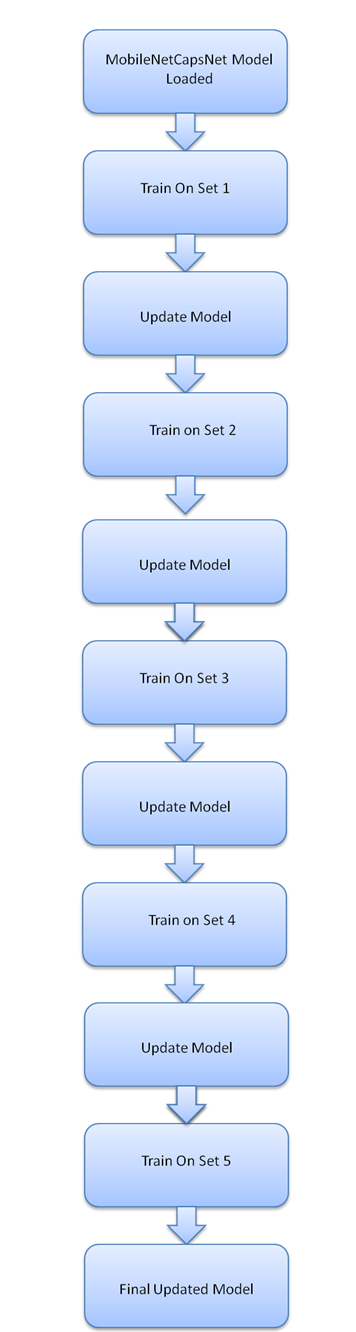 MobileNetCapsNet Model
Loaded
Train On Set 1
Update Model
Train on Set 2
Update Model
Train On Set 3
Update Model
Train on Set 4
Update Model
Train On Set 5
Final Updated Model